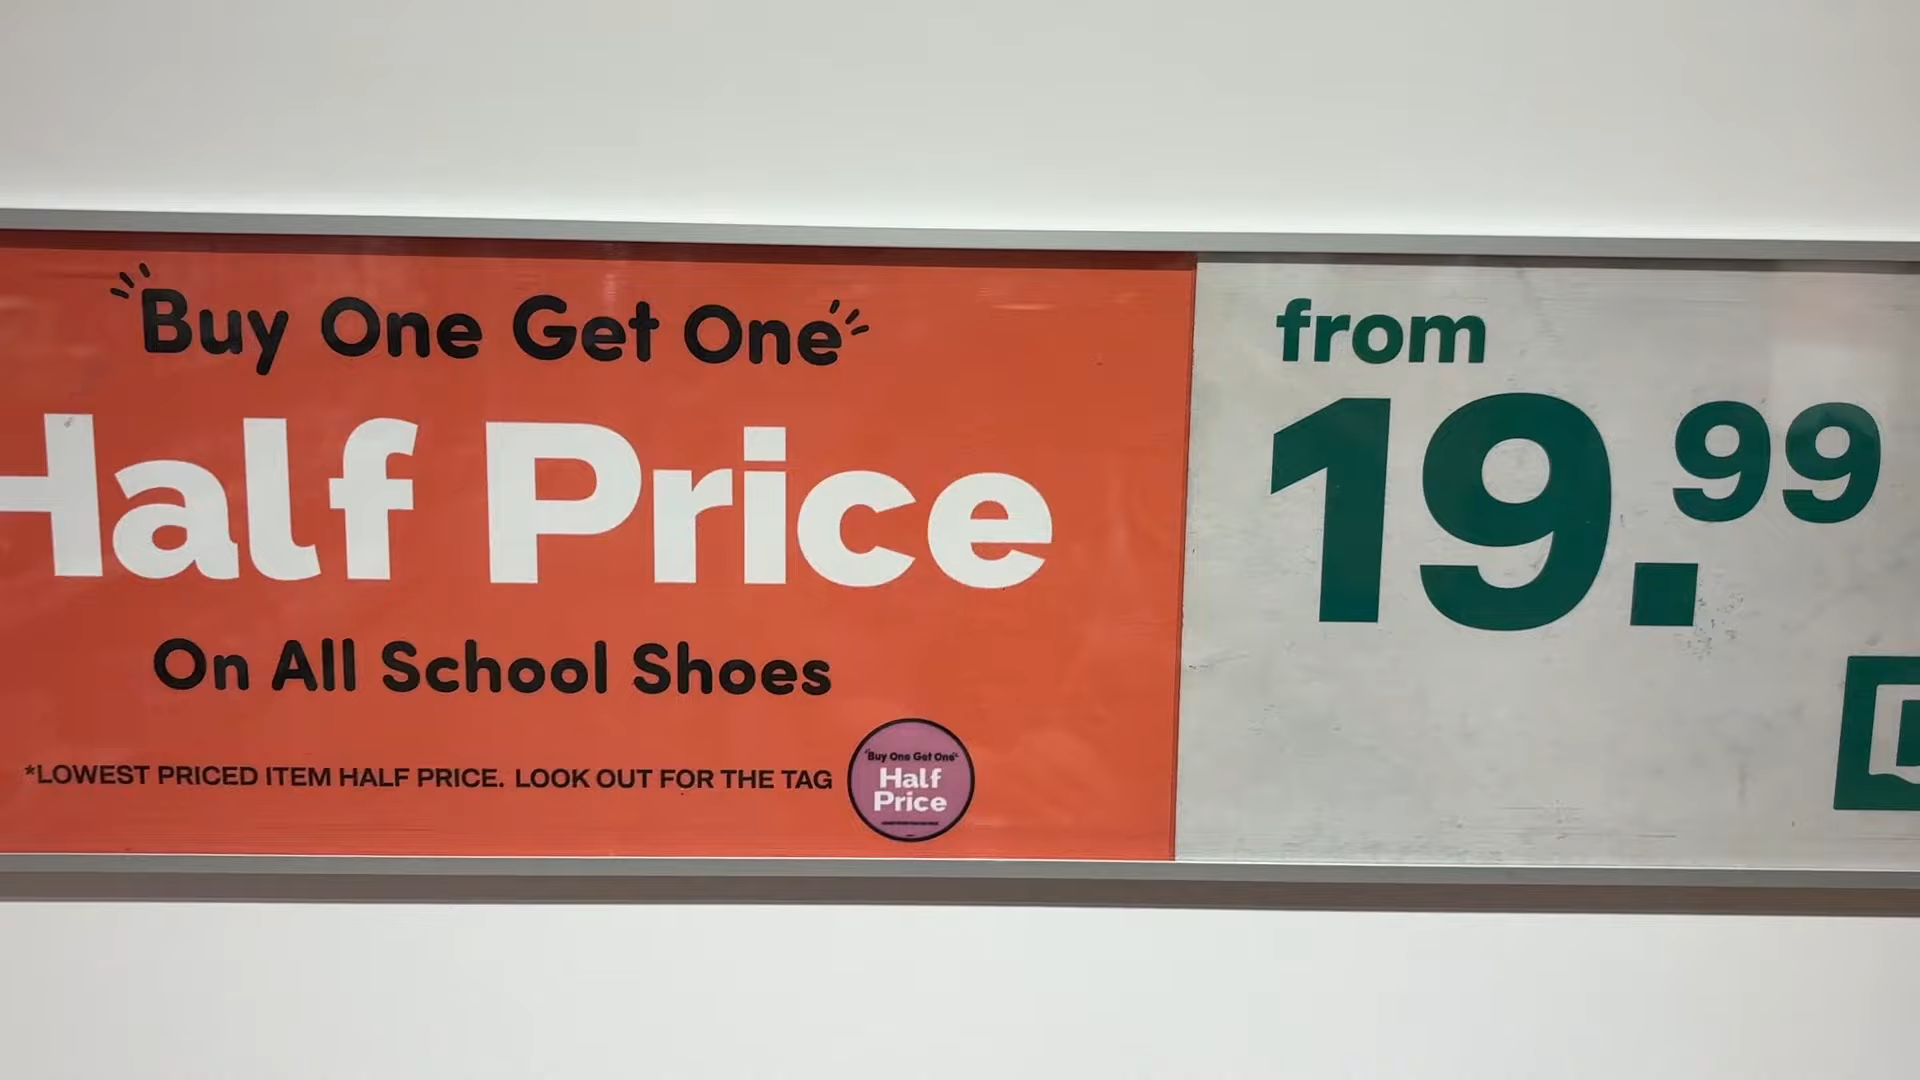 Buy One Get One
Half Price
On All School Shoes
*LOWEST PRICED ITEM HALF PRICE. LOOK OUT FOR THE TAG
"Buy One Get One"
Half
Price
from
19.99